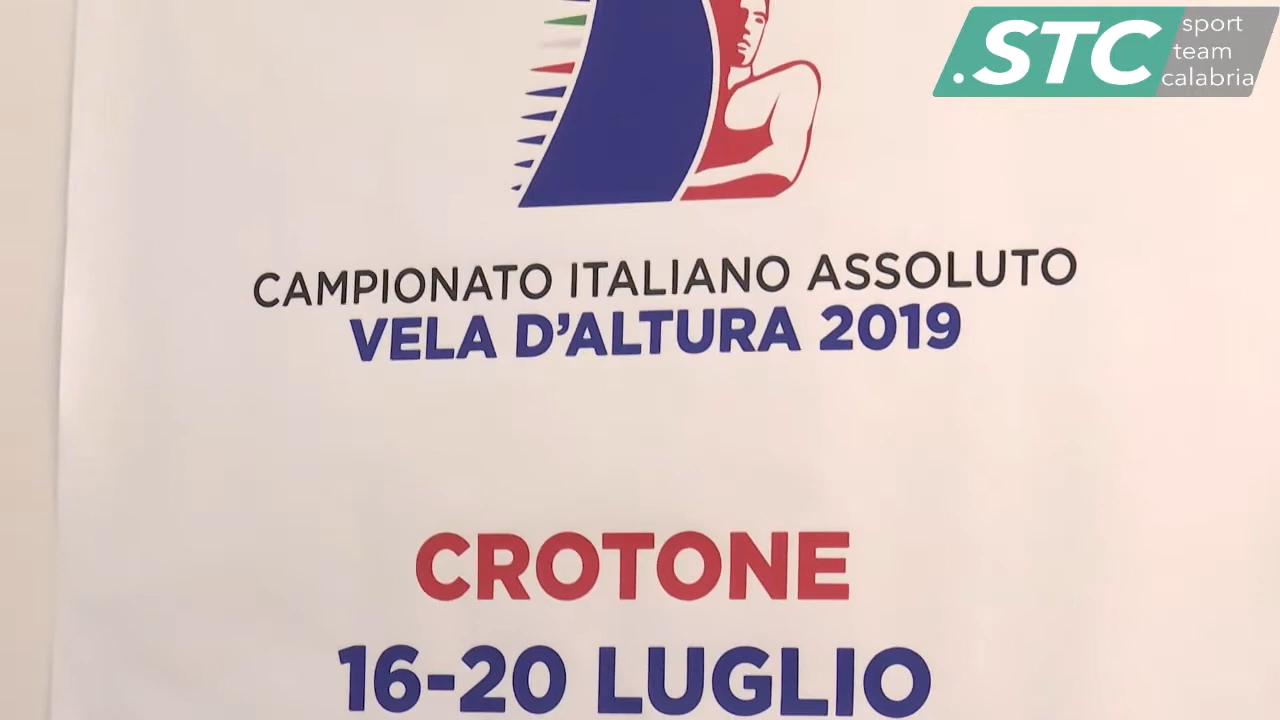 .STC
sport
team
calabria
CAMPIONATO ITALIANO ASSOLUTO
VELA D'ALTURA 2019
CROTONE
16-20 LUGLIO